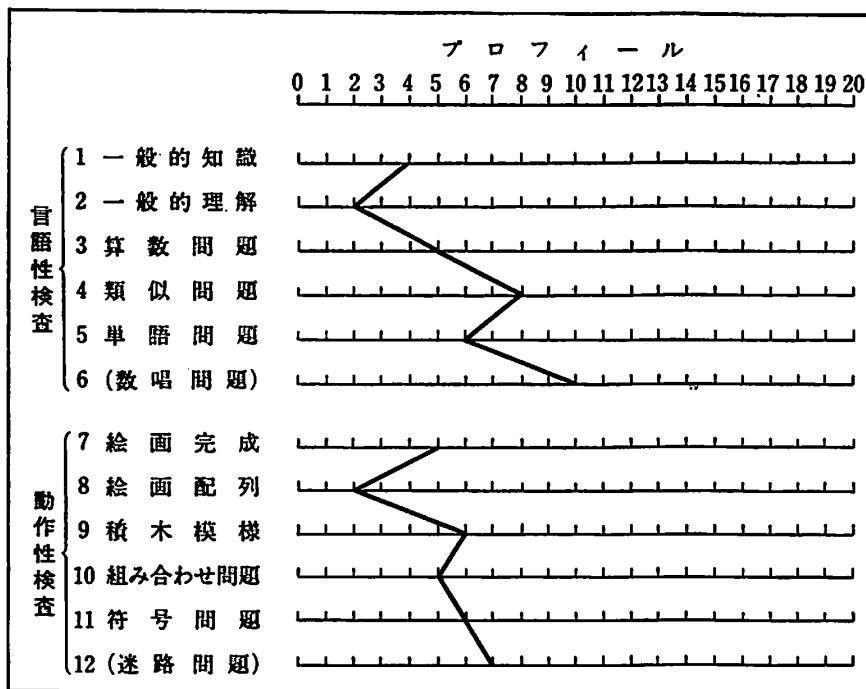 プロフィール
0 1 2 3 4 5 6 7 8 9 10 11 12 13 14 15 16 17 18 19 20
言語性検査
1 一般的知識
2 一般的理解
3 算数問題
4 類似問題
5 単語問題
6 (数唱問題)
動作性検査
7 絵画完成
8 絵画配列
9 積木模様
10 組み合わせ問題
11 符号問題
12 (迷路問題)